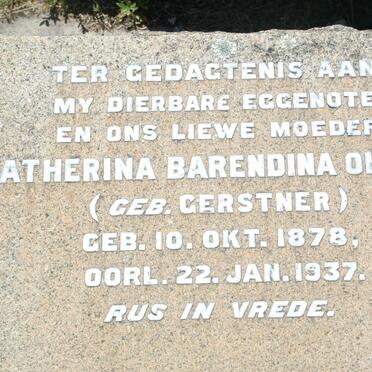 TER GEDAGTENIS AAN
MY DIERBARE EGGENOTE
EN ONS LIEWE MOEDER
ATHERINA BARENDINA OL
(GEB. GERSTNER)
GEB. 10. OKT. 1878,
OORL. 22. JAN. 1937.
RUS IN VREDE.